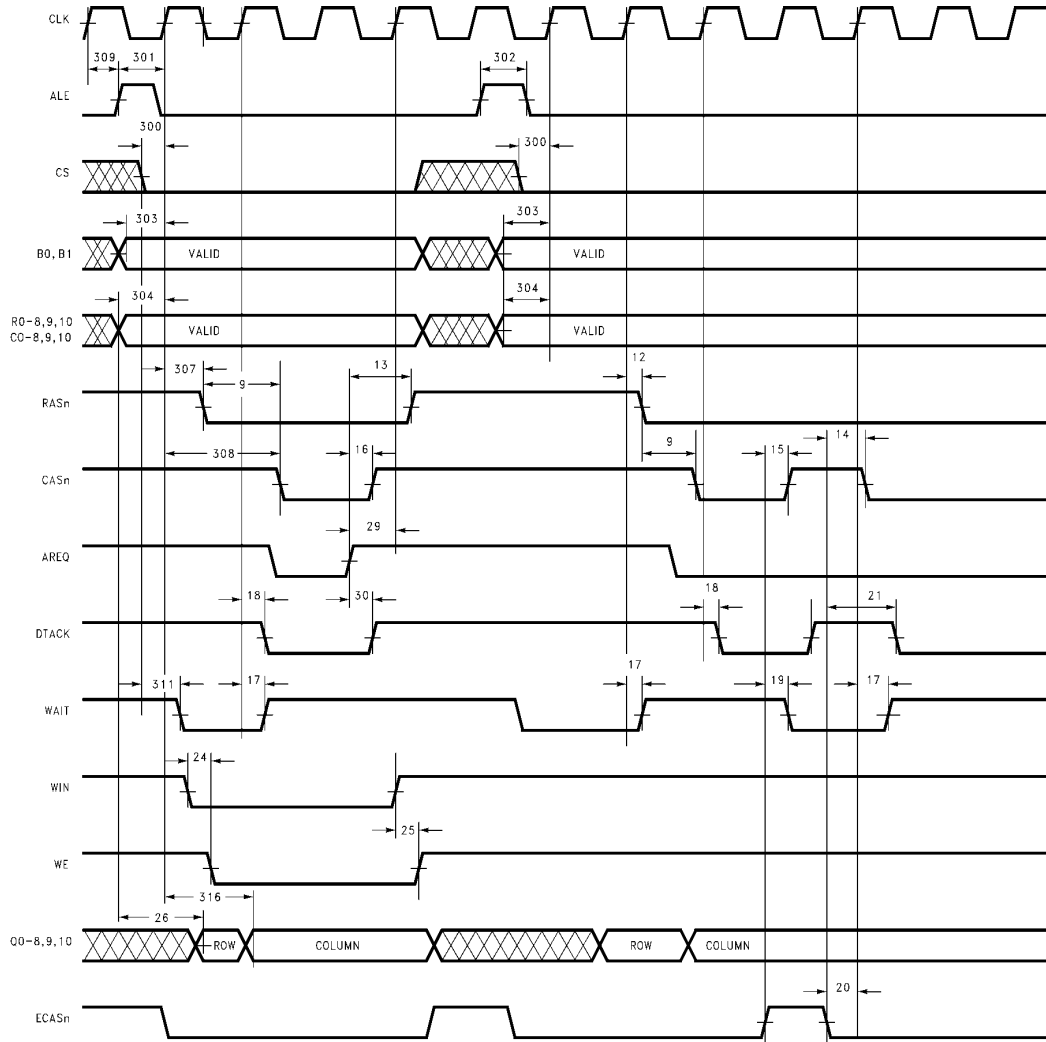 CLK
309 301 302
ALE
300 300
CS
303 303
B0,B1 VALID VALID
304 304
R0-8,9,10
C0-8,9,10 VALID VALID
307 9 13 12
RASn
308 16 9 15 14
CASn
29
AREQ
18 30 18 21
DTACK
311 17 17 19 17
WAIT
24
WIN
25
WE
316
26
Q0-8,9,10 ROW COLUMN ROW COLUMN
20
ECASn